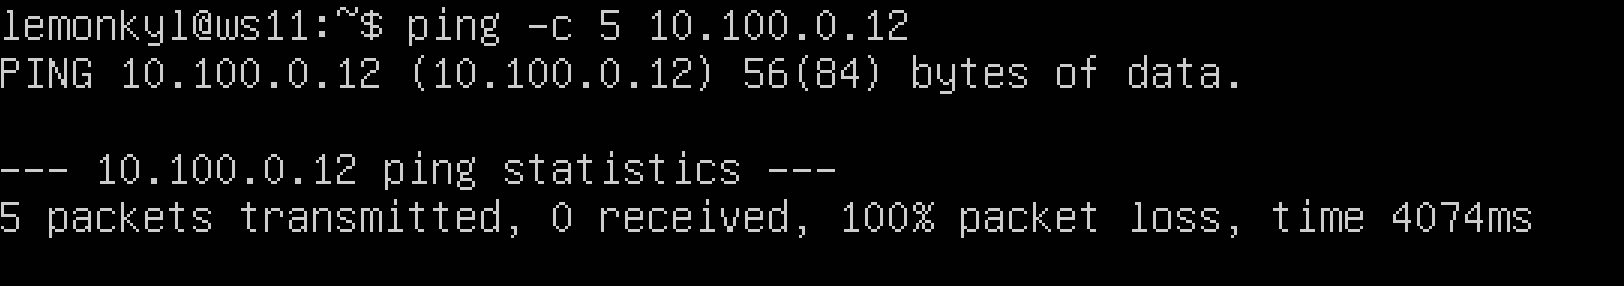 lemonkyl@ws11:~$ ping -c 5 10.100.0.12
PING 10.100.0.12 (10.100.0.12) 56(84) bytes of data.
--- 10.100.0.12 ping statistics ---
5 packets transmitted, 0 received, 100% packet loss, time 4074ms